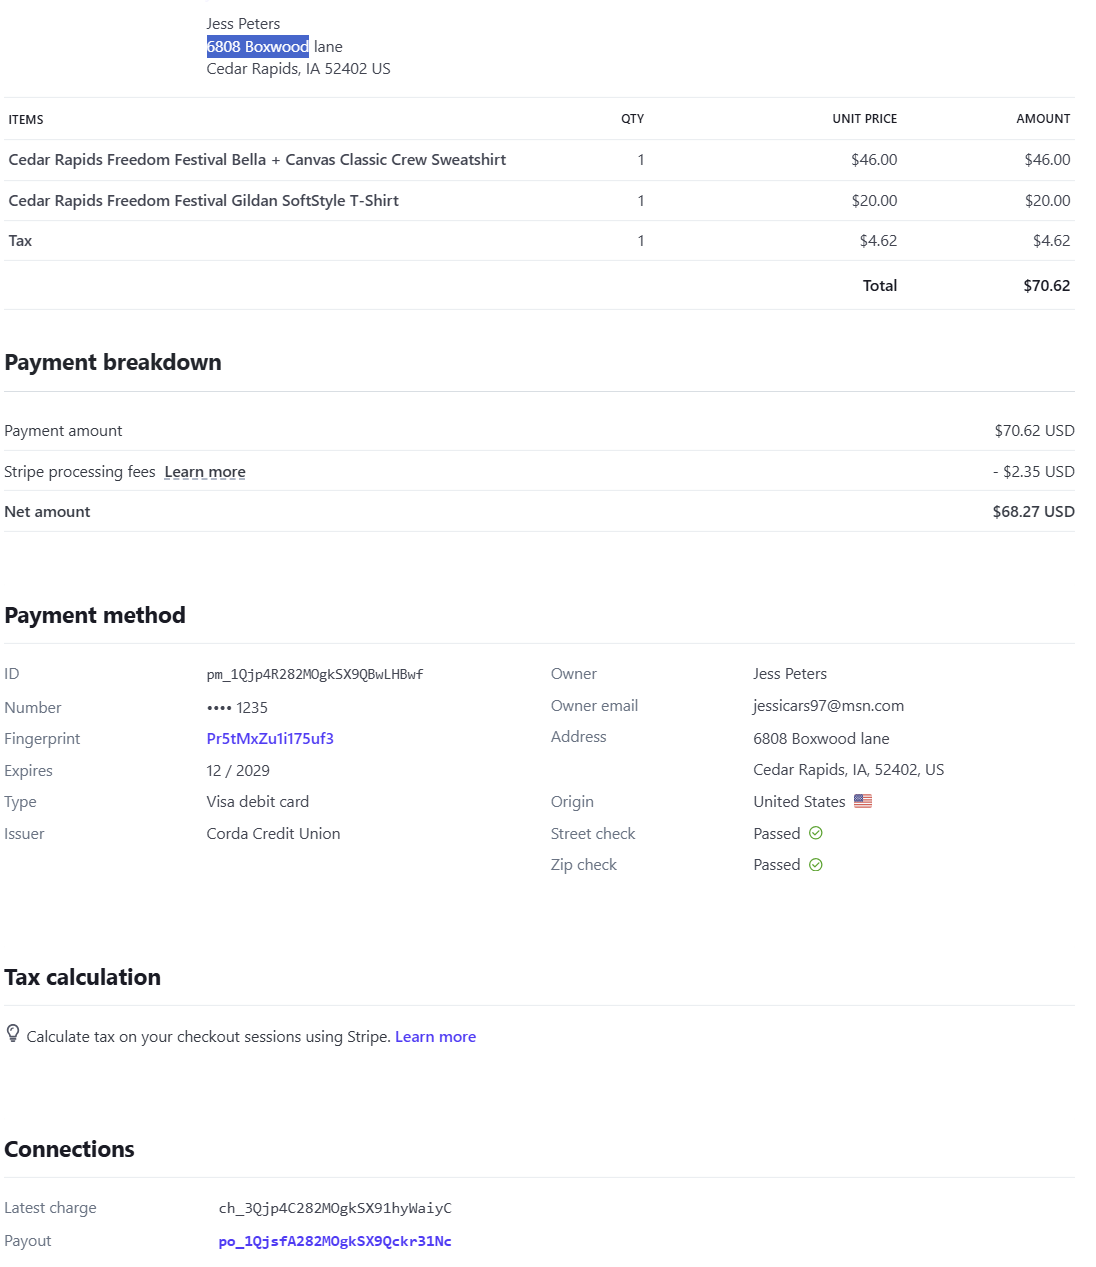 Jess Peters
6808 Boxwood lane
Cedar Rapids, IA 52402 US
ITEMS QTY UNIT PRICE AMOUNT
Cedar Rapids Freedom Festival Bella + Canvas Classic Crew Sweatshirt 1 $46.00 $46.00
Cedar Rapids Freedom Festival Gildan SoftStyle T-Shirt 1 $20.00 $20.00
Tax 1 $4.62 $4.62
Total $70.62
Payment breakdown
Payment amount $70.62 USD
Stripe processing fees Learn more - $2.35 USD
Net amount $68.27 USD
Payment method
ID pm_1Qjp4R282MOgkSX9QBwLHBwf Owner Jess Peters
Number •••• 1235 Owner email jessicars97@msn.com
Fingerprint Pr5tMxZu1i175uf3 Address 6808 Boxwood lane
Expires 12 / 2029 Cedar Rapids, IA, 52402, US
Type Visa debit card Origin United States
Issuer Corda Credit Union Street check Passed
Zip check Passed
Tax calculation
Calculate tax on your checkout sessions using Stripe. Learn more
Connections
Latest charge ch_3Qjp4C282MOgkSX91hyWaiyC
Payout po_1QjsfA282MOgkSX9Qckr31Nc